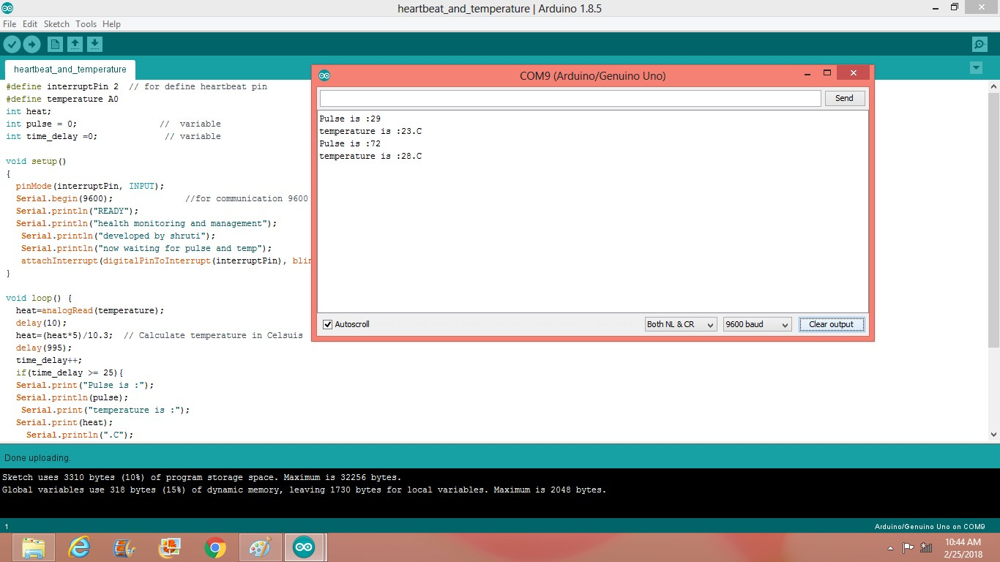 heartbeat_and_temperature | Arduino 1.8.5
File Edit Sketch Tools Help
heartbeat_and_temperature
#define interruptPin 2  // for define heartbeat pin
#define temperature A0
int heat;
int pulse = 0;                //  variable
int time_delay =0;             // variable
void setup()
{
  pinMode(interruptPin, INPUT);
  Serial.begin(9600);              //for communication 9600
  Serial.println("READY");
  Serial.println("health monitoring and management");
   Serial.println("developed by shruti");
   Serial.println("now waiting for pulse and temp");
   attachInterrupt(digitalPinToInterrupt(interruptPin),
}
void loop() {
  heat=analogRead(temperature);
  delay(10);
  heat=(heat*5)/10.3;  // Calculate temperature in Celsuis
  delay(995);
  time_delay++;
  if(time_delay >= 25){
  Serial.print("Pulse is :");
  Serial.println(pulse);
   Serial.print("temperature is :");
  Serial.print(heat);
    Serial.println(".C");
COM9 (Arduino/Genuino Uno)
Send
Pulse is :29
temperature is :23.C
Pulse is :72
temperature is :28.C
Autoscroll
Both NL & CR
9600 baud
Clear output
Done uploading.
Sketch uses 3310 bytes (10%) of program storage space. Maximum is 32256 bytes.
Global variables use 318 bytes (15%) of dynamic memory, leaving 1730 bytes for local variables. Maximum is 2048 bytes.
1
Arduino/Genuino Uno on COM9
10:44 AM
2/25/2018